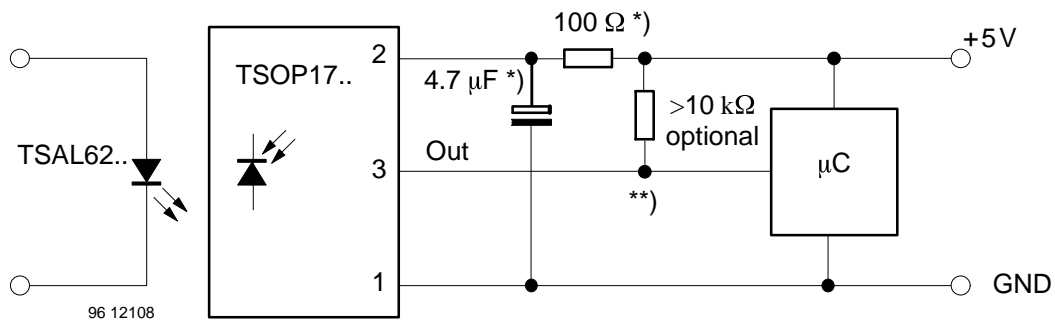 100 Ω *)
+5V
2
TSOP17..
4.7 μF *)
>10 kΩ
optional
TSAL62..
Out
3
μC
**)
1
GND
96 12108